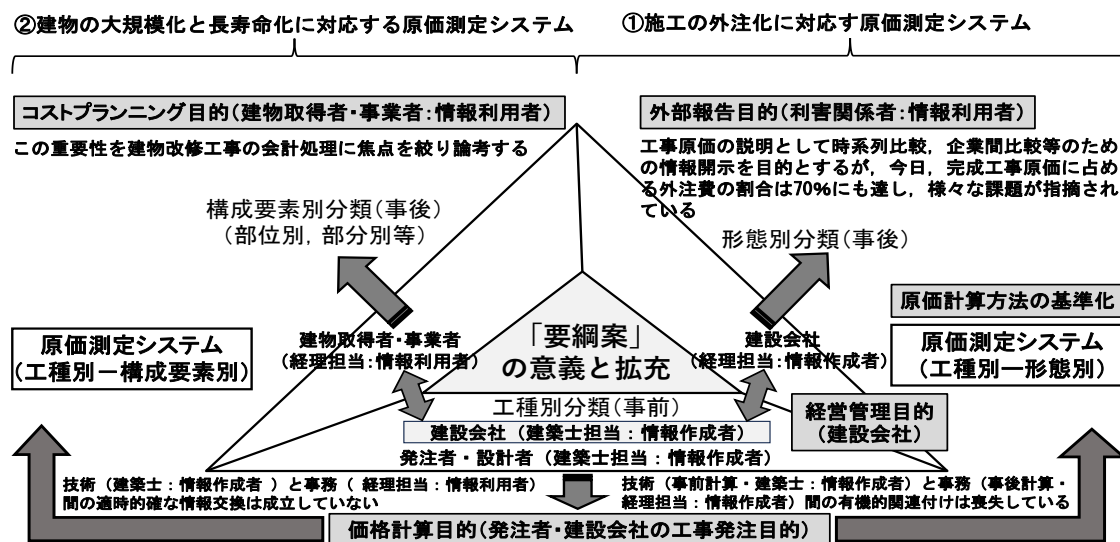 ②建物の大規模化と長寿命化に対応する原価測定システム
①施工の外注化に対応す原価測定システム
コストプランニング目的(建物取得者・事業者:情報利用者)
外部報告目的(利害関係者:情報利用者)
この重要性を建物改修工事の会計処理に焦点を絞り論考する
工事原価の説明として時系列比較,企業間比較等のため
の情報開示を目的とするが,今日,完成工事原価に占め
る外注費の割合は70%にも達し,様々な課題が指摘され
ている
構成要素別分類(事後)
(部位別,部分別等)
形態別分類(事後)
原価計算方法の基準化
原価測定システム
(工種別-構成要素別)
建物取得者・事業者
(経理担当:情報利用者)
「要綱案」
の意義と拡充
建設会社
(経理担当:情報作成者)
原価測定システム
(工種別-形態別)
工種別分類(事前)
経営管理目的
(建設会社)
建設会社(建築士担当:情報作成者)
発注者・設計者(建築士担当:情報作成者)
技術(建築士:情報作成者 )と事務( 経理担当:情報利用者)
間の適時的確な情報交換は成立していない
技術(事前計算・建築士:情報作成者)と事務(事後計算・
経理担当:情報作成者)間の有機的関連付けは喪失している
価格計算目的(発注者・建設会社の工事発注目的)